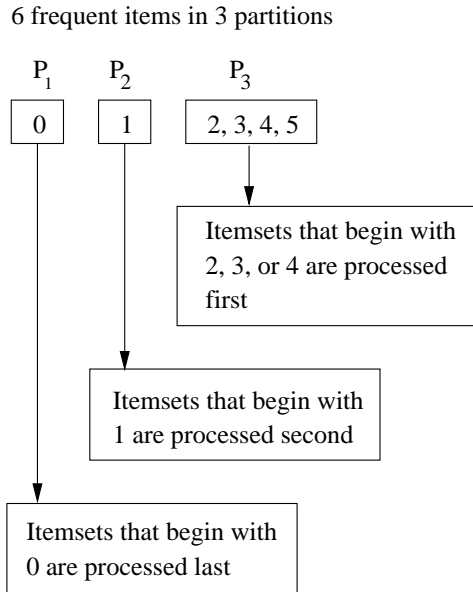 6 frequent items in 3 partitions
P1 P2 P3
0 1 2, 3, 4, 5
Itemsets that begin with
2, 3, or 4 are processed
first
Itemsets that begin with
1 are processed second
Itemsets that begin with
0 are processed last